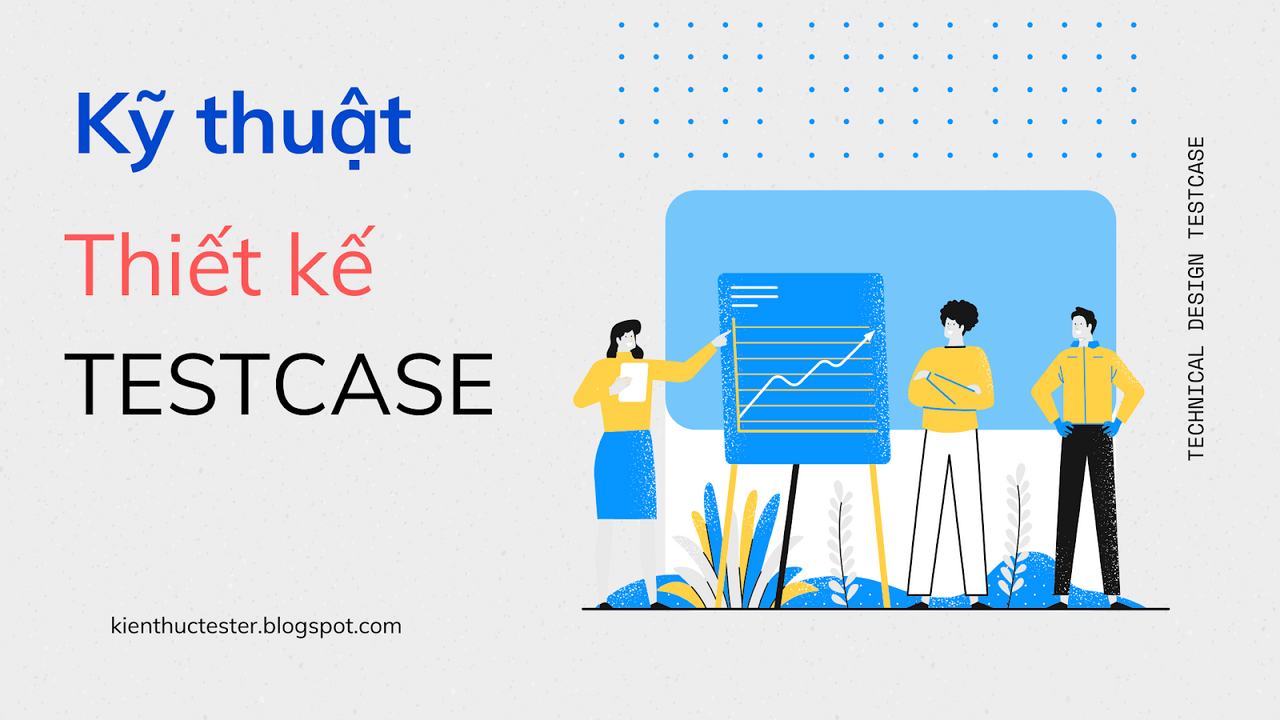 Kỹ thuật
Thiết kế
TESTCASE
kienthuctester.blogspot.com
TECHNICAL DESIGN TESTCASE